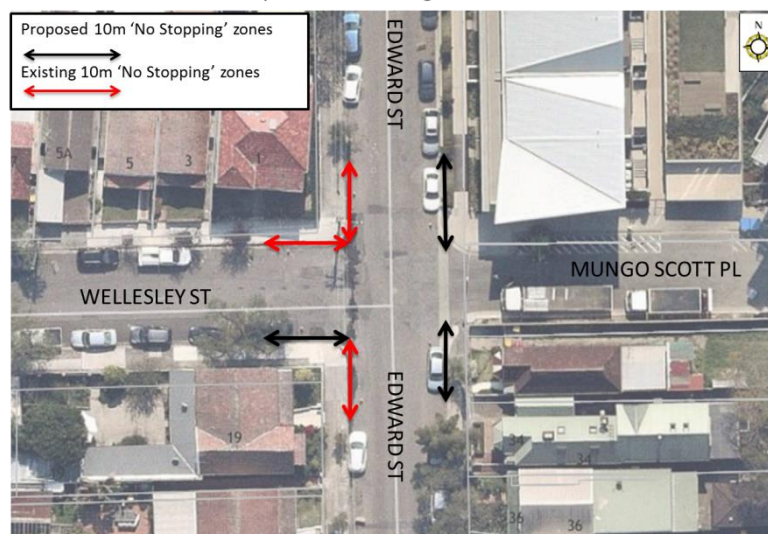 Proposed 10m ‘No Stopping’ zones
Existing 10m ‘No Stopping’ zones
N
EDWARD ST
5A
5
3
1
WELLESLEY ST
MUNGO SCOTT PL
19
EDWARD ST
34
34
36
36